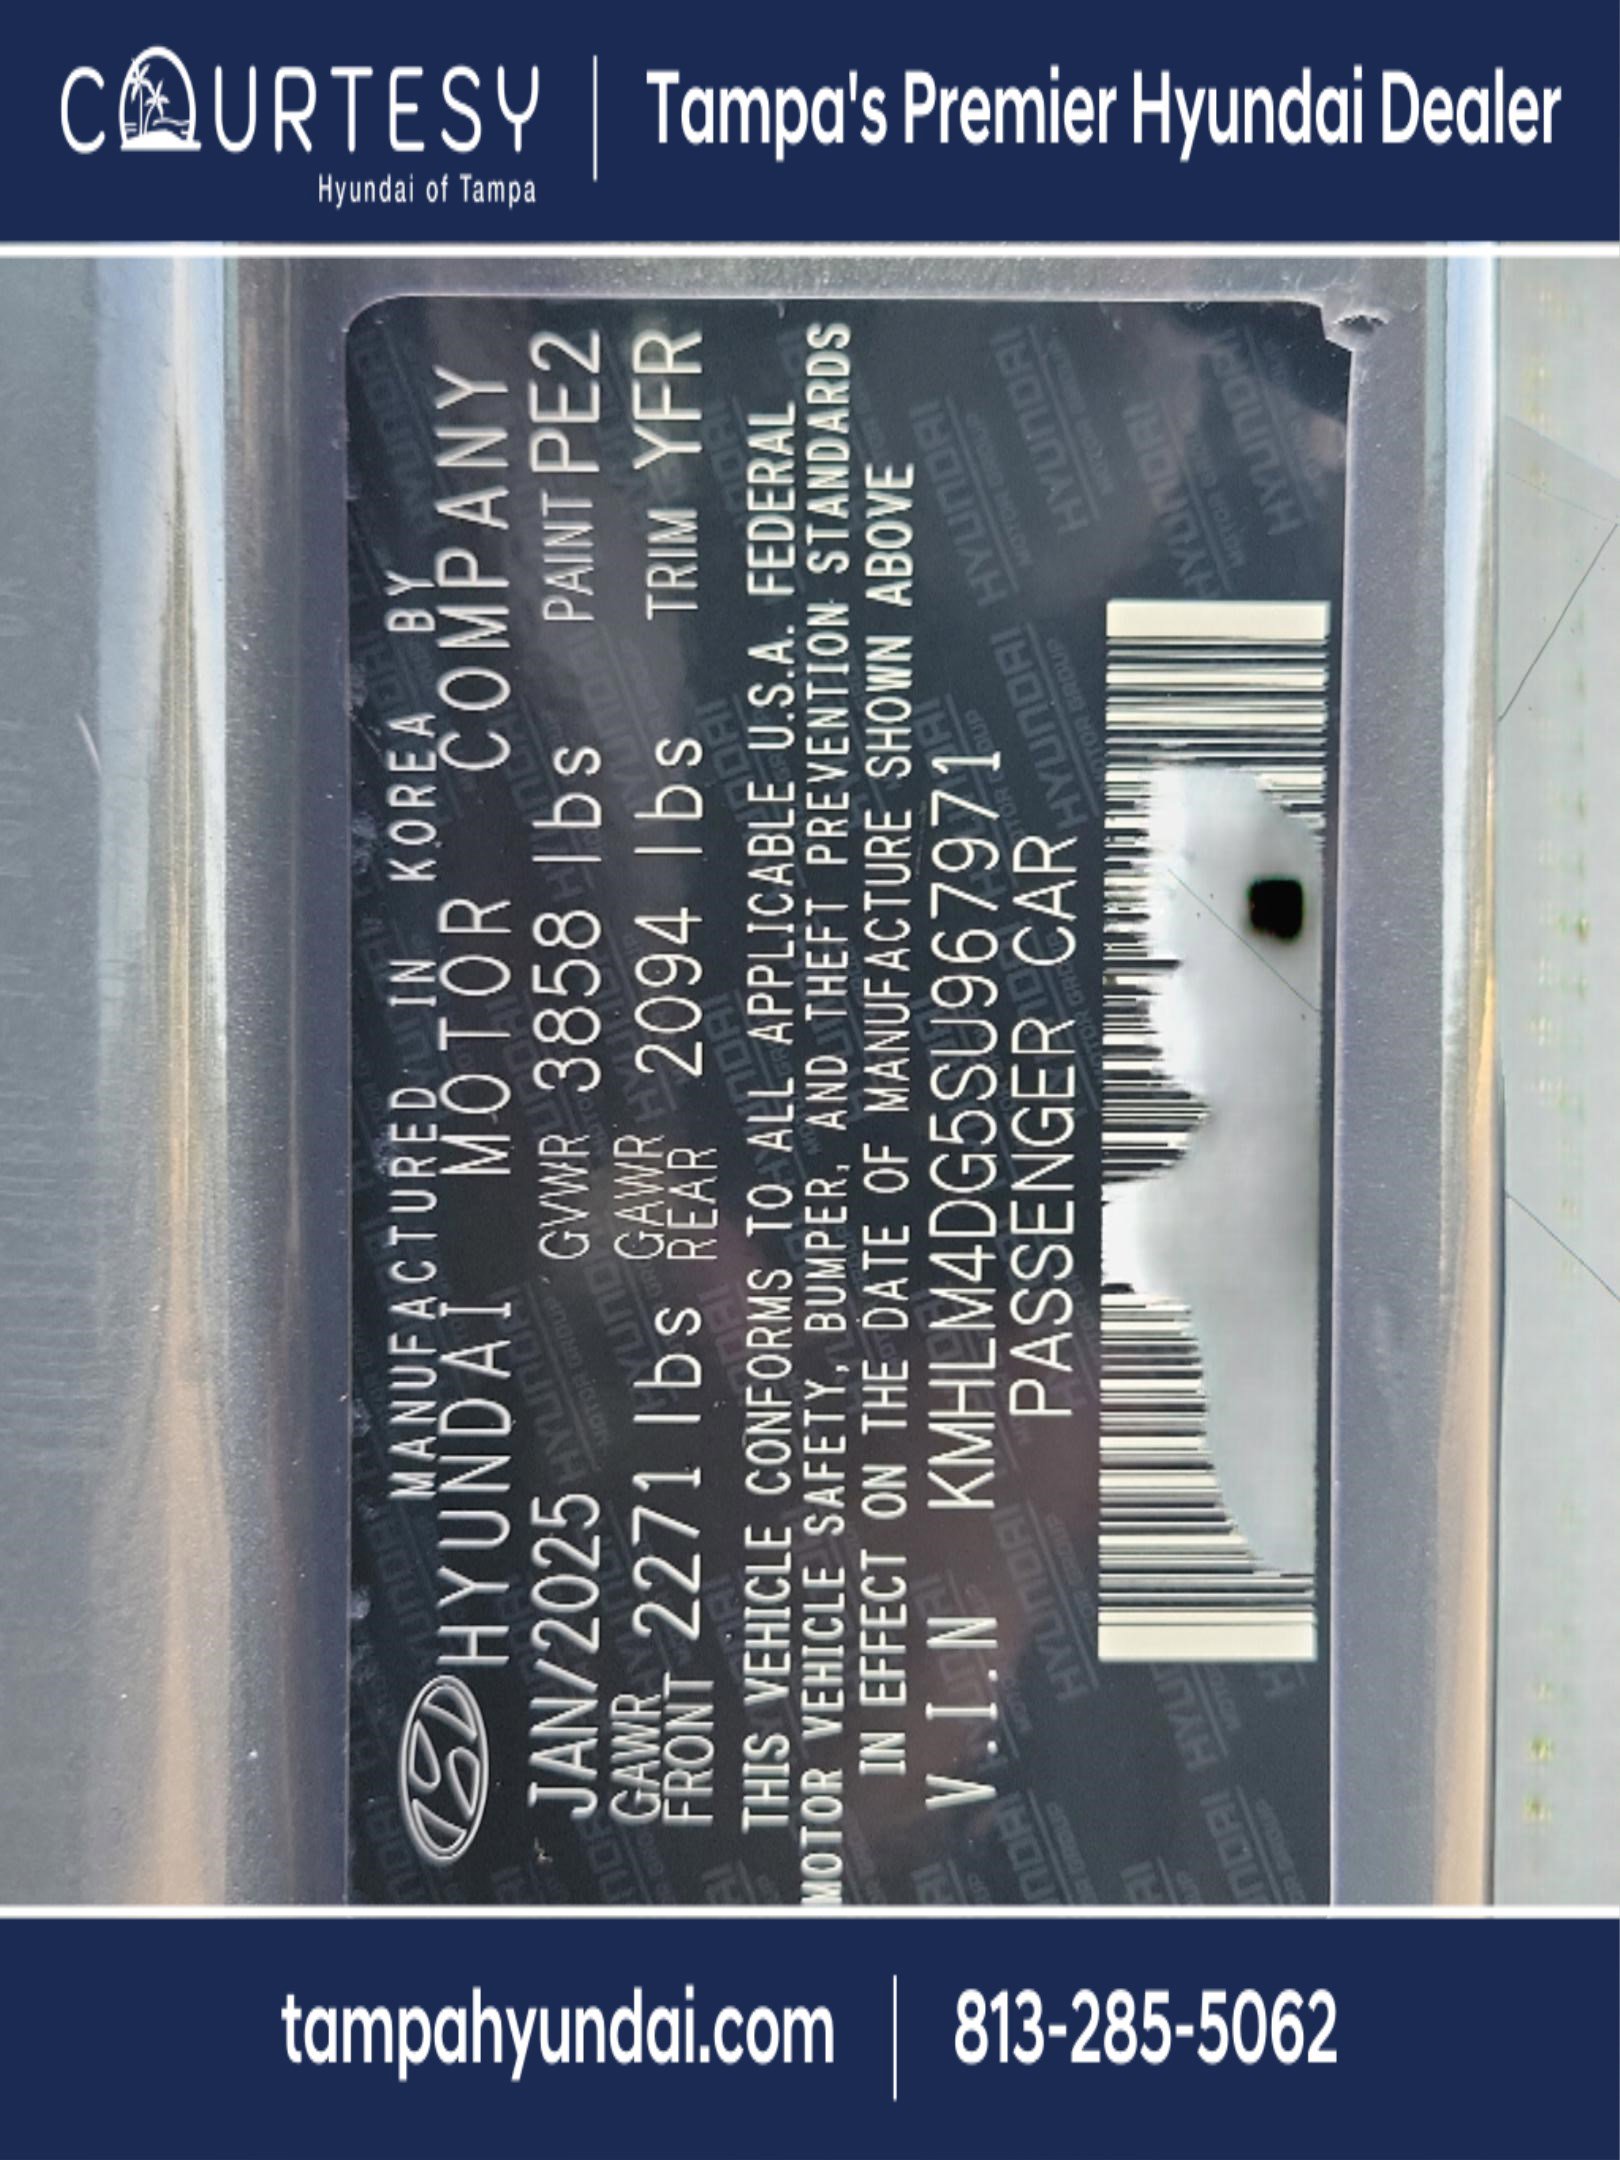 COURTESY
Hyundai of Tampa
Tampa's Premier Hyundai Dealer
MANUFACTURED IN KOREA BY
HYUNDAI MOTOR COMPANY
JAN/2025 GVWR 3858 lbs PAINT PE2
GAWR FRONT 2271 lbs GAWR REAR 2094 lbs TRIM YFR
THIS VEHICLE CONFORMS TO ALL APPLICABLE U.S.A. FEDERAL
MOTOR VEHICLE SAFETY, BUMPER, AND THEFT PREVENTION STANDARDS
IN EFFECT ON THE DATE OF MANUFACTURE SHOWN ABOVE
V.I.N KMHLM4DG5SU967971
PASSENGER CAR
tampahyundai.com
813-285-5062